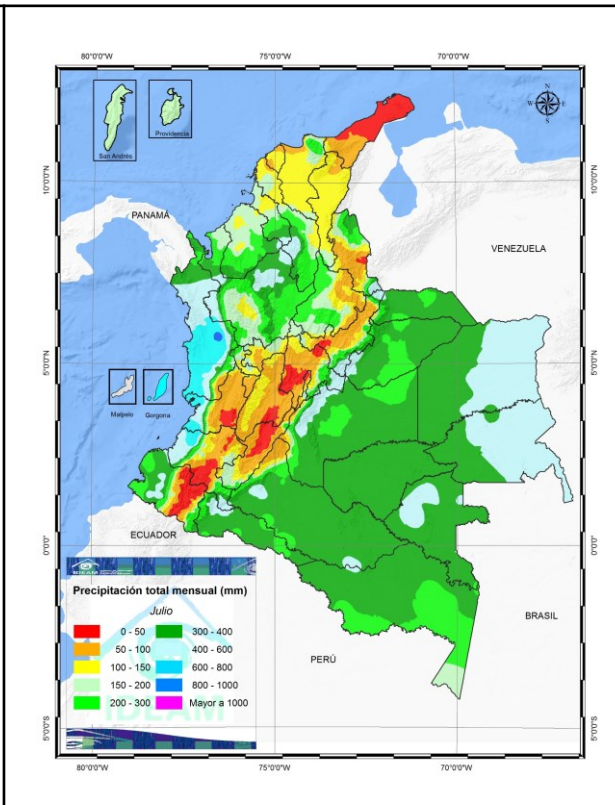 80°0'0"W 75°0'0"W 70°0'0"W
N
W E
S
San Andrés
Providencia
10°0'0"N 10°0'0"N
PANAMÁ
VENEZUELA
5°0'0"N 5°0'0"N
Malpelo
Gorgona
ECUADOR
0°0'0" 0°0'0"
IDEAM
Precipitación total mensual (mm)
Julio
0 - 50 300 - 400
50 - 100 400 - 600
100 - 150 600 - 800
150 - 200 800 - 1000
200 - 300 Mayor a 1000
IDEAM
BRASIL
PERÚ
5°0'0"S 5°0'0"S
80°0'0"W 75°0'0"W 70°0'0"W